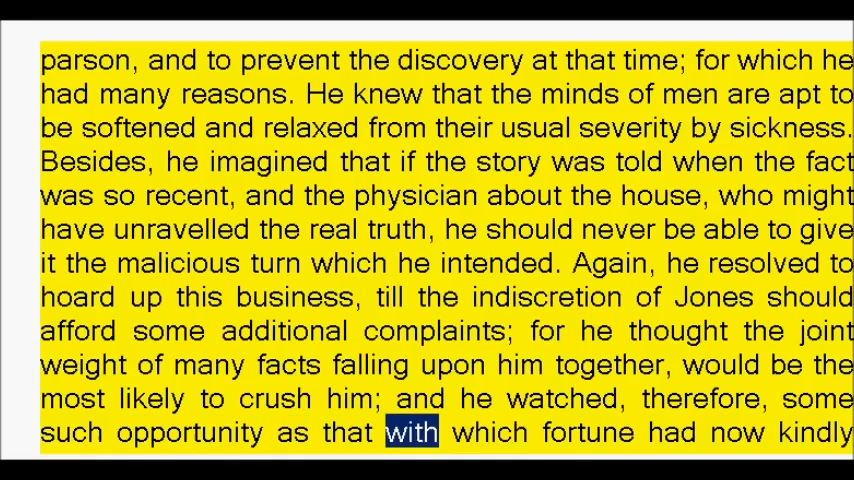 parson, and to prevent the discovery at that time; for which he
had many reasons. He knew that the minds of men are apt to
be softened and relaxed from their usual severity by sickness.
Besides, he imagined that if the story was told when the fact
was so recent, and the physician about the house, who might
have unravelled the real truth, he should never be able to give
it the malicious turn which he intended. Again, he resolved to
hoard up this business, till the indiscretion of Jones should
afford some additional complaints; for he thought the joint
weight of many facts falling upon him together, would be the
most likely to crush him; and he watched, therefore, some
such opportunity as that with which fortune had now kindly